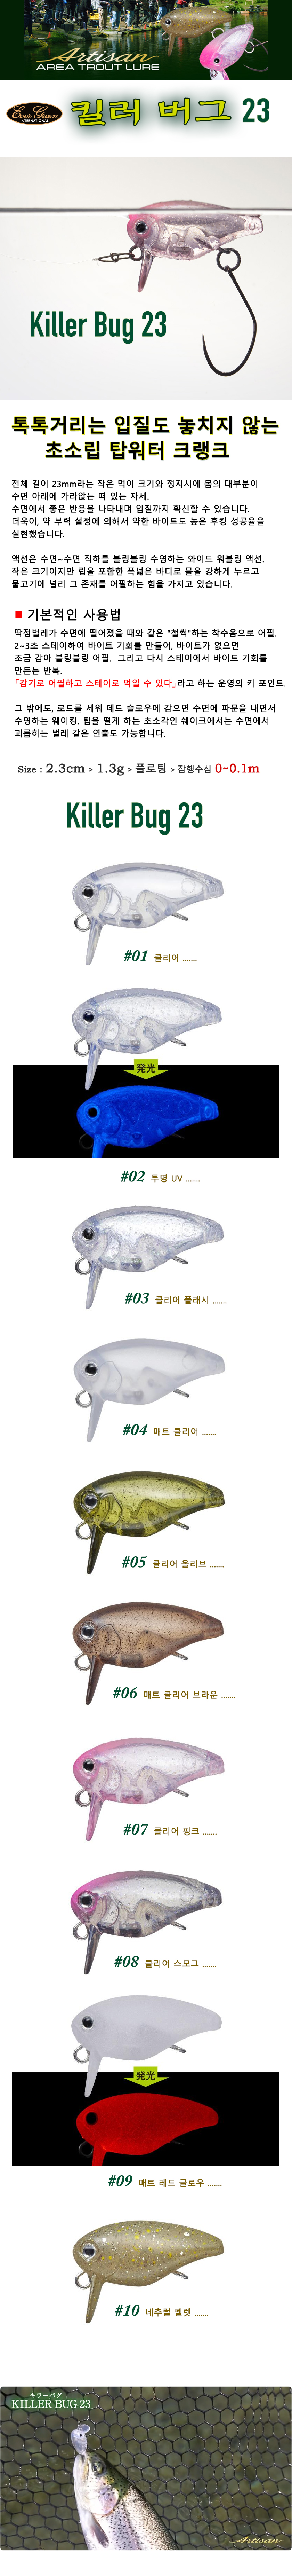 Artisan
AREA TROUT LURE
Ever Green
INTERNATIONAL
킬러 버그 23
Killer Bug 23
톡톡거리는 입질도 놓치지 않는
초소립 탑워터 크랭크
전체 길이 23mm라는 작은 먹이 크기와 정지시에 몸의 대부분이
수면 아래에 가라앉는 떠 있는 자세.
수면에서 좋은 반응을 나타내며 입질까지 확신할 수 있습니다.
더욱이, 약 부력 설정에 의해서 약한 바이트도 높은 후킹 성공율을
실현했습니다.
액션은 수면~수면 직하를 블링블링 수영하는 와이드 워블링 액션.
작은 크기이지만 립을 포함한 폭넓은 바디로 물을 강하게 누르고
물고기에 널리 그 존재를 어필하는 힘을 가지고 있습니다.
■ 기본적인 사용법
딱정벌레가 수면에 떨어졌을 때와 같은 "철썩"하는 착수음으로 어필.
2~3초 스테이하여 바이트 기회를 만들어, 바이트가 없으면
조금 감아 블링블링 어필. 그리고 다시 스테이에서 바이트 기회를
만든는 반복.
「감기로 어필하고 스테이로 먹일 수 있다」라고 하는 운영의 키 포인트.
그 밖에도, 로드를 세워 데드 슬로우에 감으면 수면에 파문을 내면서
수영하는 웨이킹, 팁을 떨게 하는 초소각인 쉐이크에서는 수면에서
괴롭히는 벌레 같은 연출도 가능합니다.
Size : 2.3cm > 1.3g > 플로팅 > 잠행수심 0~0.1m
Killer Bug 23
#01 클리어 .......
発光
#02 투명 UV .......
#03 클리어 플래시 .......
#04 매트 클리어 .......
#05 클리어 올리브 .......
#06 매트 클리어 브라운 .......
#07 클리어 핑크 .......
#08 클리어 스모그 .......
発光
#09 매트 레드 글로우 .......
#10 네추럴 펠렛 .......
キラーバグ
KILLER BUG 23
Artisan